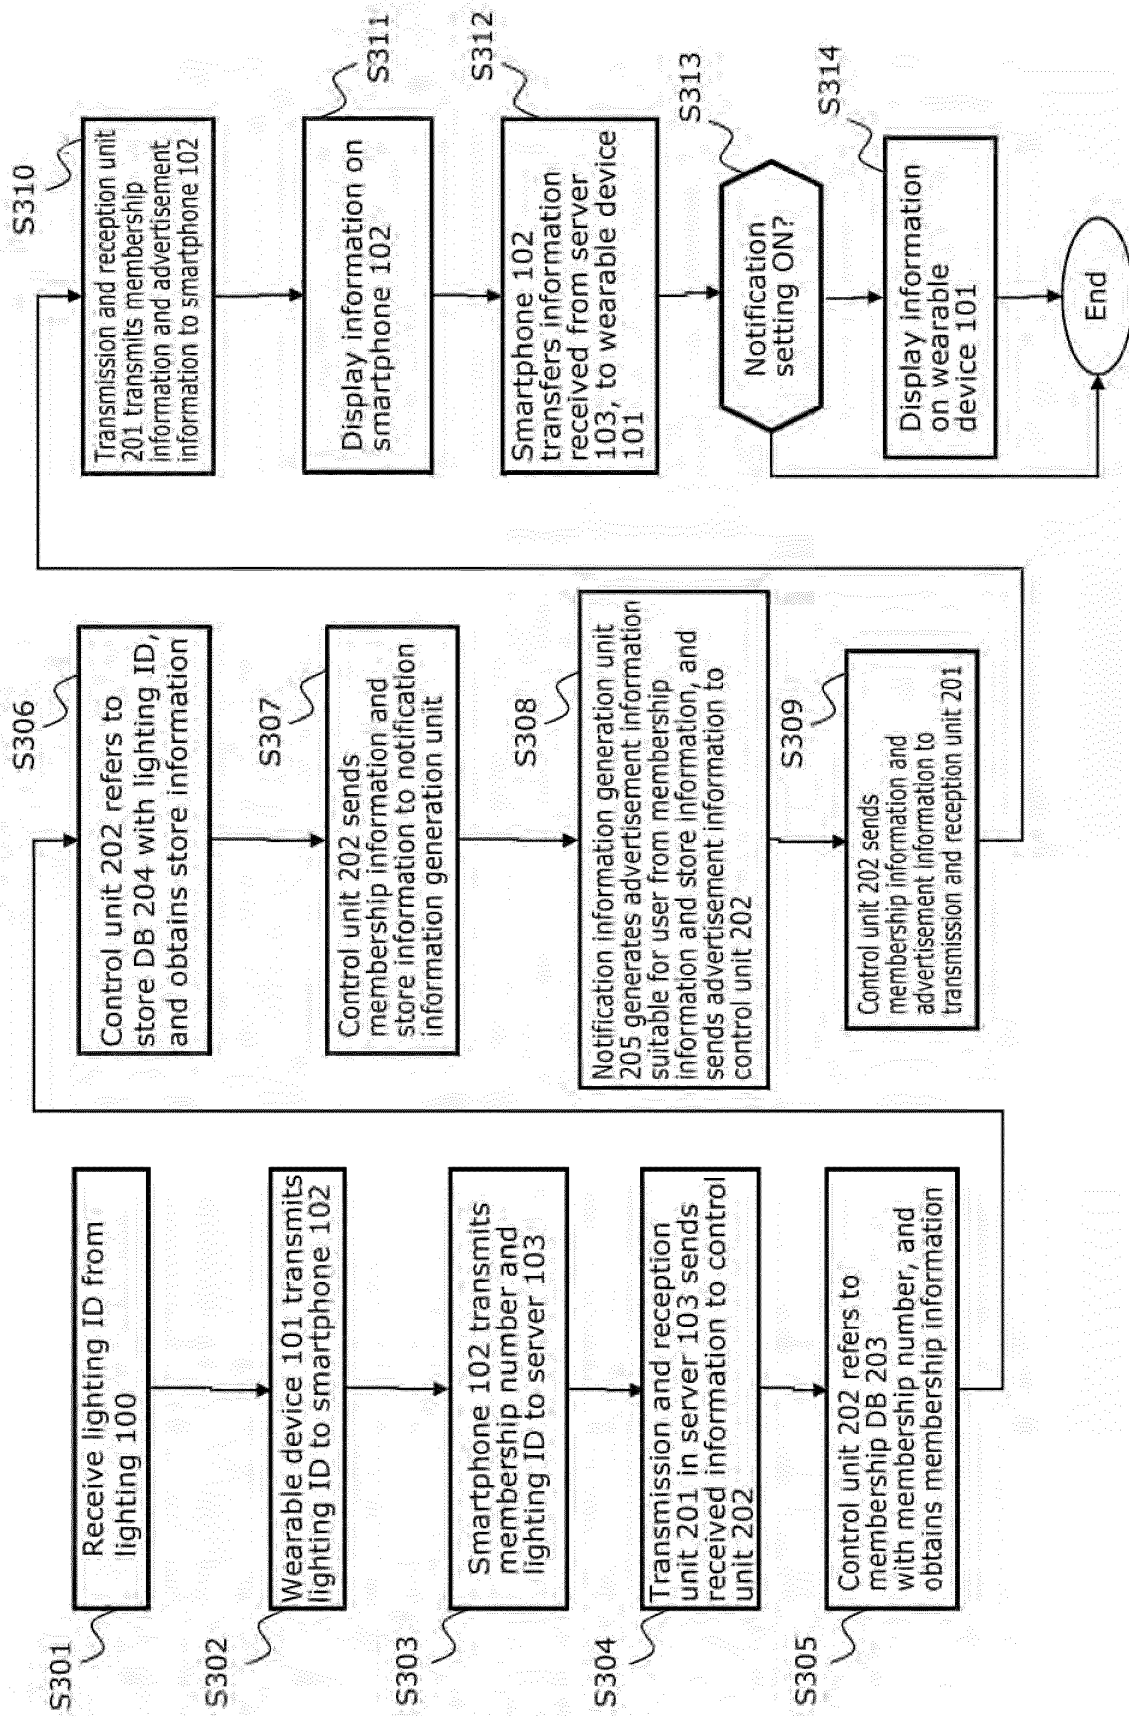 S301
Receive lighting ID from
lighting 100
S302
Wearable device 101 transmits
lighting ID to smartphone 102
S303
Smartphone 102 transmits
membership number and
lighting ID to server 103
S304
Transmission and reception
unit 201 in server 103 sends
received information to control
unit 202
S305
Control unit 202 refers to
membership DB 203
with membership number, and
obtains membership information
S306
Control unit 202 refers to
store DB 204 with lighting ID,
and obtains store information
S307
Control unit 202 sends
membership information and
store information to notification
information generation unit
S308
Notification information generation unit
205 generates advertisement information
suitable for user from membership
information and store information, and
sends advertisement information to
control unit 202
S309
Control unit 202 sends
membership information and
advertisement information to
transmission and reception unit 201
S310
Transmission and reception unit
201 transmits membership
information and advertisement
information to smartphone 102
S311
Display information on
smartphone 102
S312
Smartphone 102
transfers information
received from server
103, to wearable device
101
S313
Notification
setting ON?
S314
Display information
on wearable
device 101
End